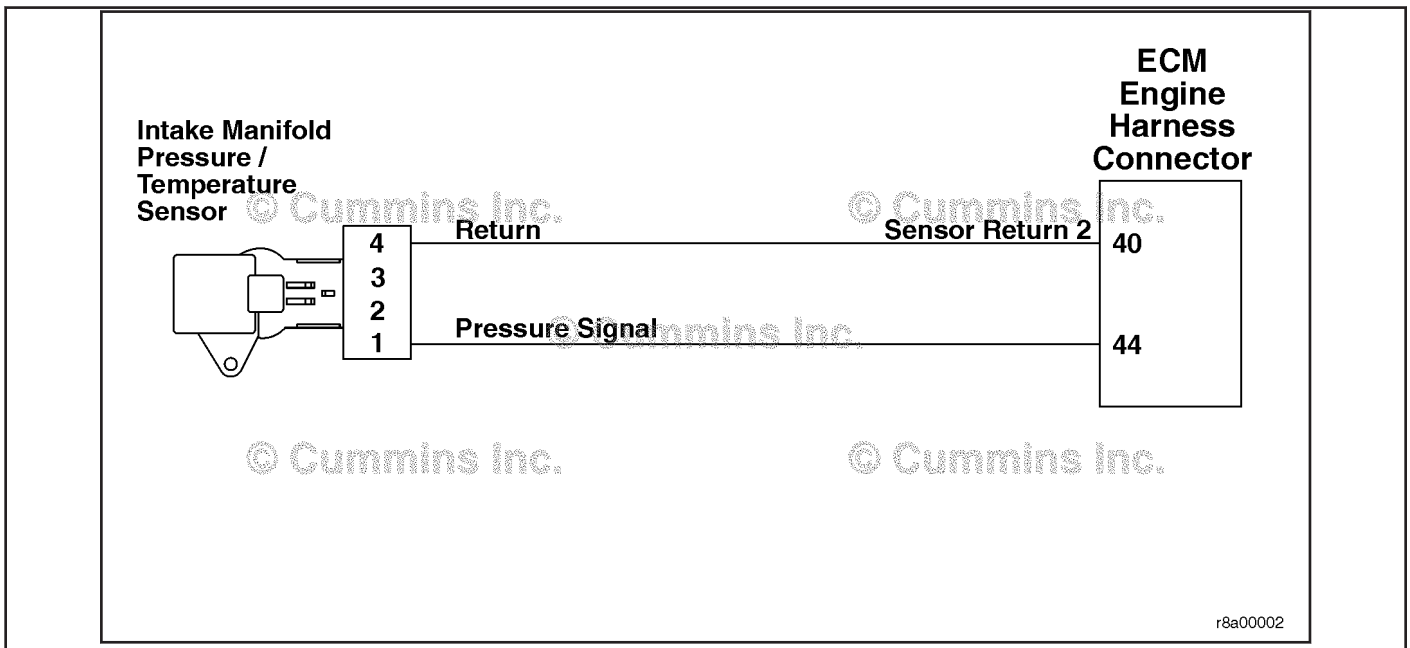 ECM
Engine
Harness
Connector
Intake Manifold
Pressure /
Temperature
Sensor
© Cummins Inc.
© Cummins Inc.
4
Return
Sensor Return 2
40
3
2
1
Pressure Signal
© Cummins Inc.
44
© Cummins Inc.
© Cummins Inc.
r8a00002